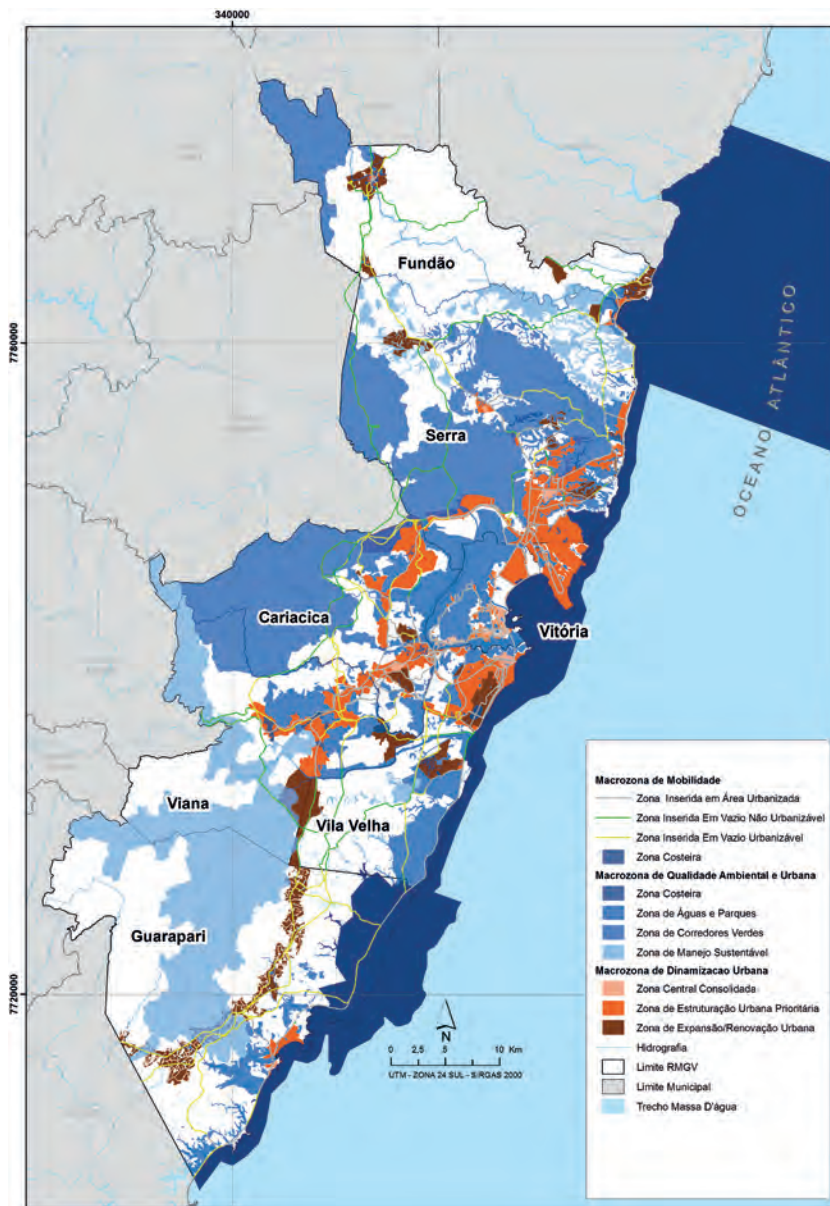 340000
7760000
7720000
Fundão
Serra
OCEANO ATLÂNTICO
Cariacica
Vitória
Viana
Vila Velha
Guarapari
N
0 2,5 5 10 Km
UTM - ZONA 24 SUL - SIRGAS 2000
Macrozona de Mobilidade
Zona Inserida em Área Urbanizada
Zona Inserida Em Vazio Não Urbanizável
Zona Inserida Em Vazio Urbanizável
Zona Costeira
Macrozona de Qualidade Ambiental e Urbana
Zona Costeira
Zona de Águas e Parques
Zona de Corredores Verdes
Zona de Manejo Sustentável
Macrozona de Dinamizacao Urbana
Zona Central Consolidada
Zona de Estruturação Urbana Prioritária
Zona de Expansão/Renovação Urbana
Hidrografia
Limite RMGV
Limite Municipal
Trecho Massa D'água